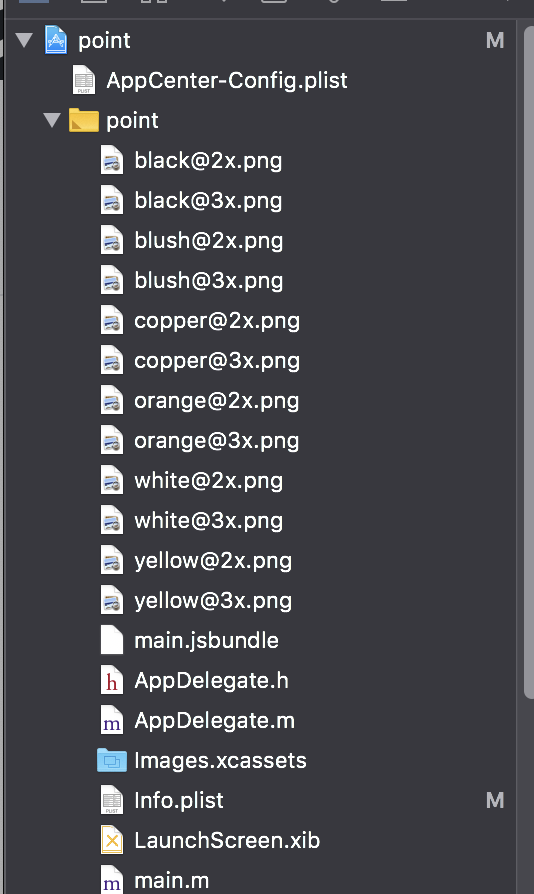 point M
AppCenter-Config.plist
point
black@2x.png
black@3x.png
blush@2x.png
blush@3x.png
copper@2x.png
copper@3x.png
orange@2x.png
orange@3x.png
white@2x.png
white@3x.png
yellow@2x.png
yellow@3x.png
main.jsbundle
h AppDelegate.h
m AppDelegate.m
Images.xcassets
PLIST Info.plist M
LaunchScreen.xib
m main.m